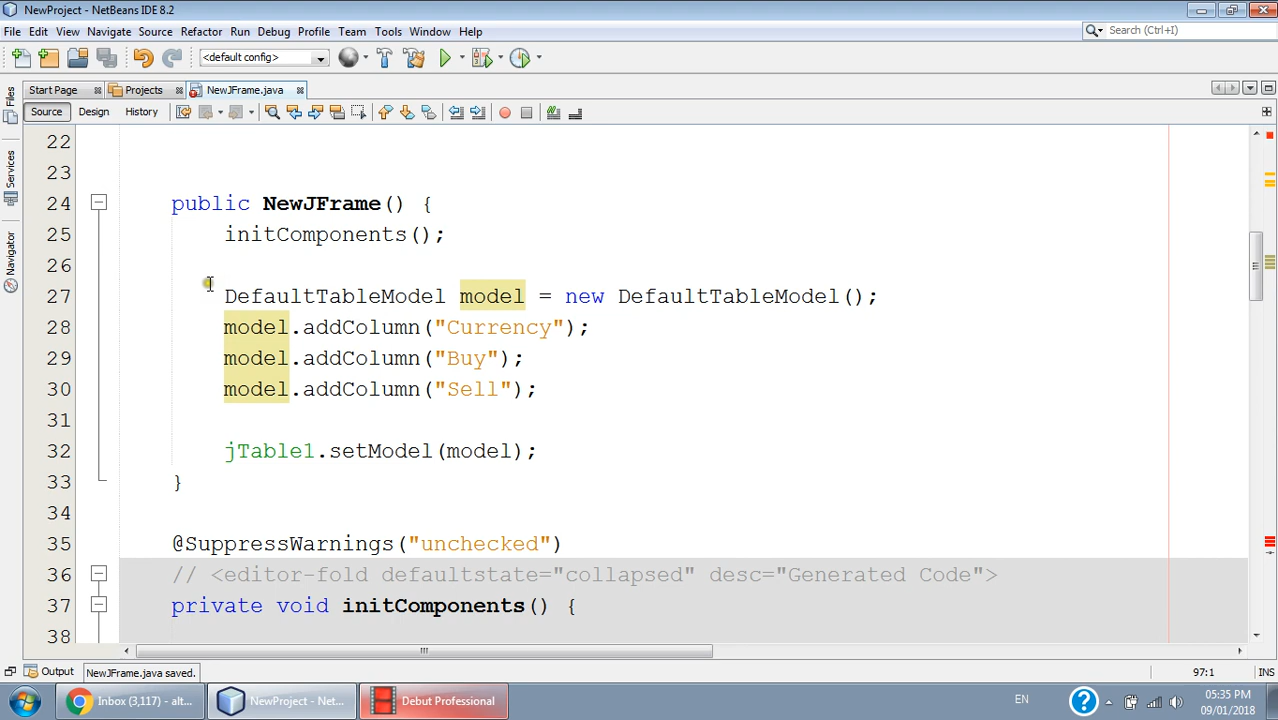 NewProject - NetBeans IDE 8.2
File Edit View Navigate Source Refactor Run Debug Profile Team Tools Window Help
Search (Ctrl+I)
<default config>
Start Page Projects NewJFrame.java
Source Design History
Files
Services
Navigator
22
23
24 public NewJFrame() {
25 initComponents();
26
27 DefaultTableModel model = new DefaultTableModel();
28 model.addColumn("Currency");
29 model.addColumn("Buy");
30 model.addColumn("Sell");
31
32 jTable1.setModel(model);
33 }
34
35 @SuppressWarnings("unchecked")
36 // <editor-fold defaultstate="collapsed" desc="Generated Code">
37 private void initComponents() {
38
Output NewJFrame.java saved. 97:1 INS
Inbox (3,117) - alt... NewProject - Net... Debut Professional EN 05:35 PM
09/01/2018